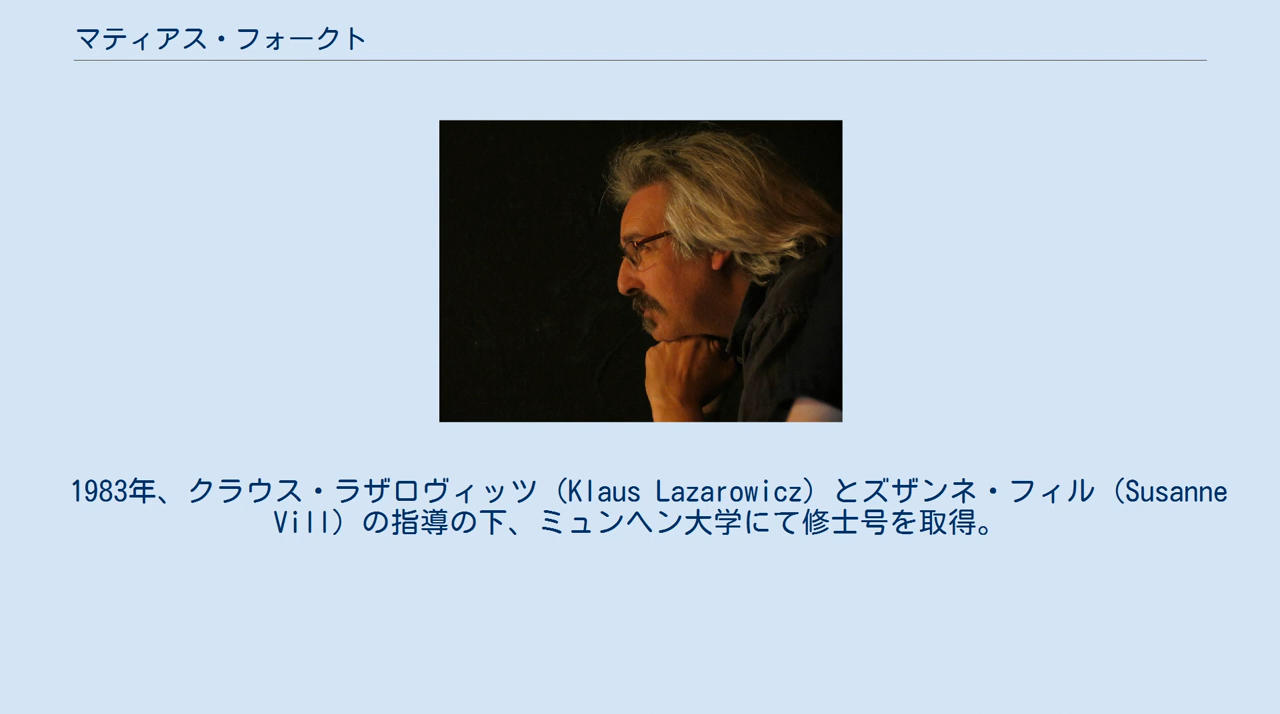 マティアス・フォークト
1983年、クラウス・ラザロヴィッツ（Klaus Lazarowicz）とズザンネ・フィル（Susanne
Vill）の指導の下、ミュンヘン大学にて修士号を取得。